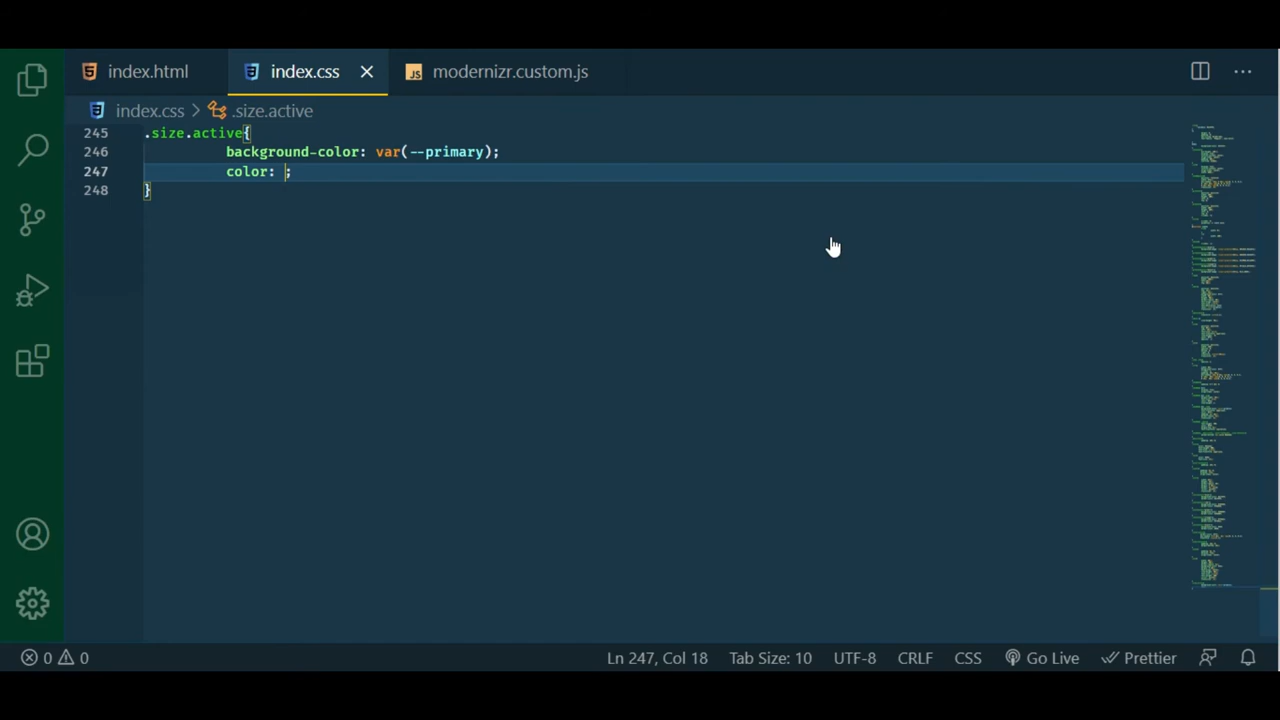 index.html index.css modernizr.custom.js
index.css .size.active
245 .size.active{
246 background-color: var(--primary);
247 color: ;
248 }
0 0 Ln 247, Col 18 Tab Size: 10 UTF-8 CRLF CSS Go Live Prettier